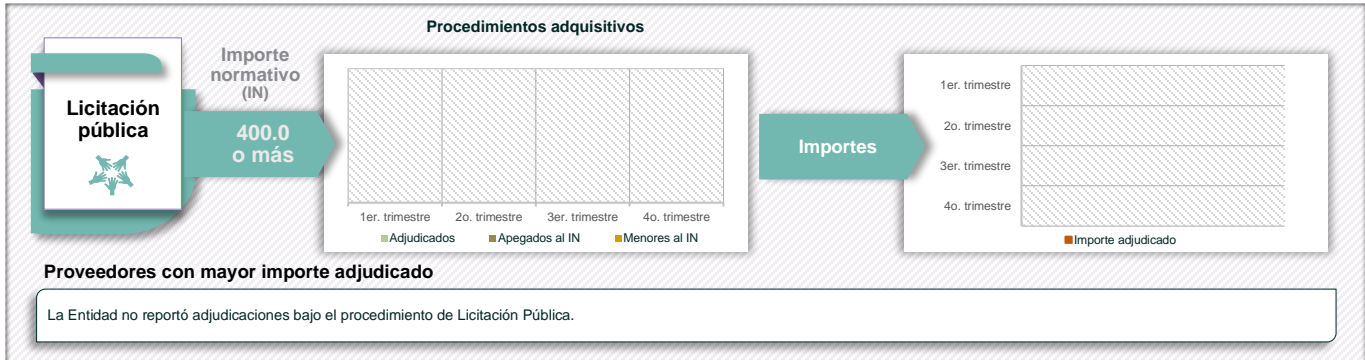 Procedimientos adquisitivos
Licitación
pública
Importe
normativo
(IN)
400.0
o más
1er. trimestre
2o. trimestre
3er. trimestre
4o. trimestre
Adjudicados
Apegados al IN
Menores al IN
Importes
1er. trimestre
2o. trimestre
3er. trimestre
4o. trimestre
Importe adjudicado
Proveedores con mayor importe adjudicado
La Entidad no reportó adjudicaciones bajo el procedimiento de Licitación Pública.